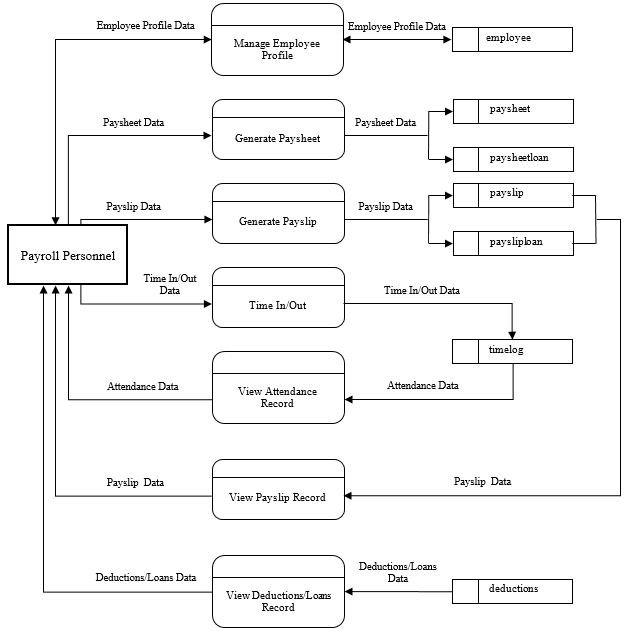 Employee Profile Data
Manage Employee
Profile
Employee Profile Data
employee
Paysheet Data
Generate Paysheet
Paysheet Data
paysheet
paysheetloan
Payslip Data
Generate Payslip
Payslip Data
payslip
paysliploan
Payroll Personnel
Time In/Out
Data
Time In/Out
Time In/Out Data
timelog
Attendance Data
View Attendance
Record
Attendance Data
Payslip Data
View Payslip Record
Payslip Data
Deductions/Loans Data
View Deductions/Loans
Record
Deductions/Loans
Data
deductions